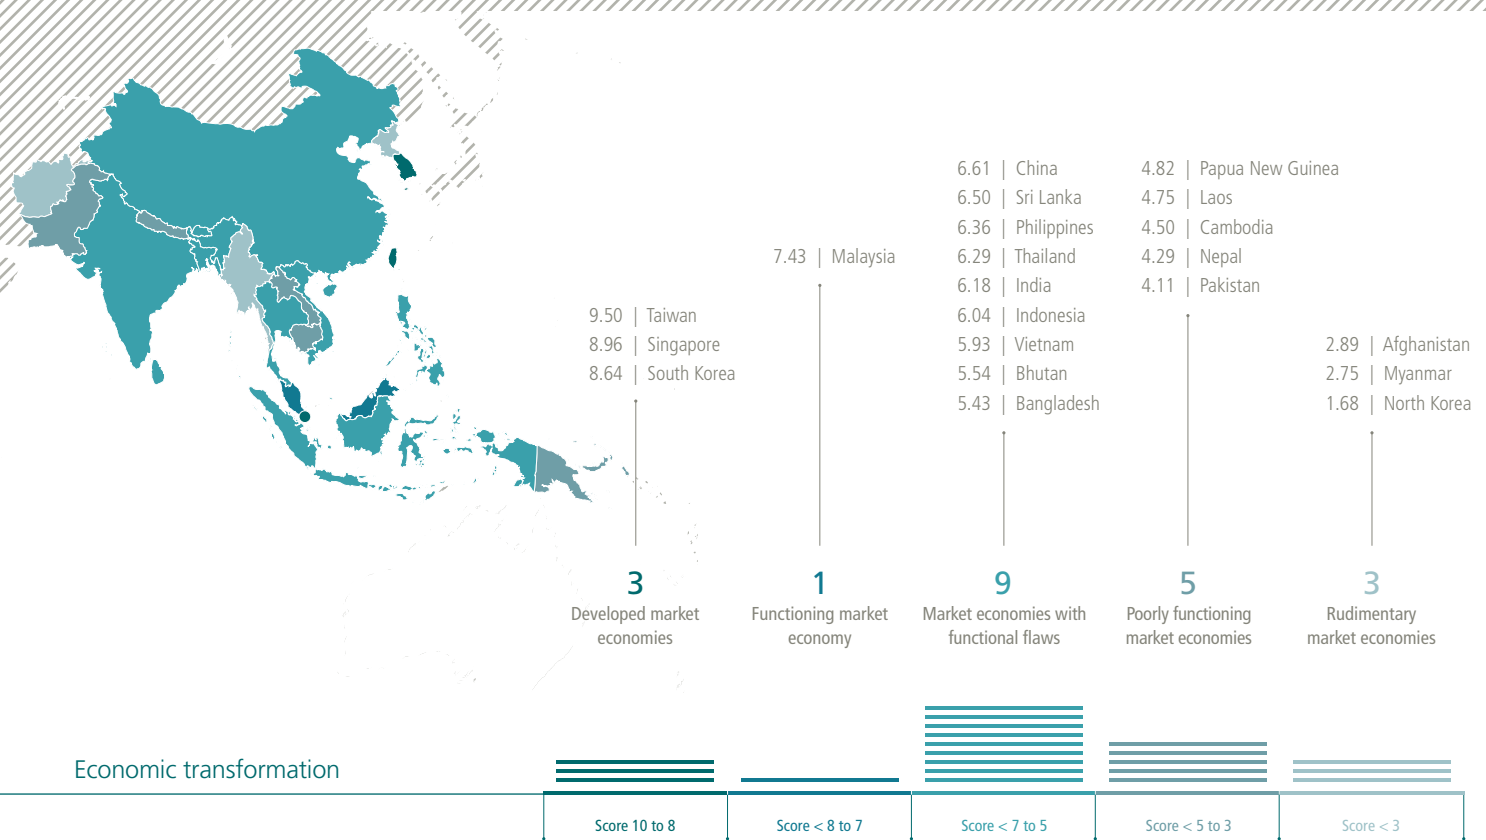 9.50 | Taiwan
8.96 | Singapore
8.64 | South Korea
3
Developed market
economies
7.43 | Malaysia
1
Functioning market
economy
6.61 | China
6.50 | Sri Lanka
6.36 | Philippines
6.29 | Thailand
6.18 | India
6.04 | Indonesia
5.93 | Vietnam
5.54 | Bhutan
5.43 | Bangladesh
9
Market economies with
functional flaws
4.82 | Papua New Guinea
4.75 | Laos
4.50 | Cambodia
4.29 | Nepal
4.11 | Pakistan
5
Poorly functioning
market economies
2.89 | Afghanistan
2.75 | Myanmar
1.68 | North Korea
3
Rudimentary
market economies
Economic transformation
Score 10 to 8
Score < 8 to 7
Score < 7 to 5
Score < 5 to 3
Score < 3